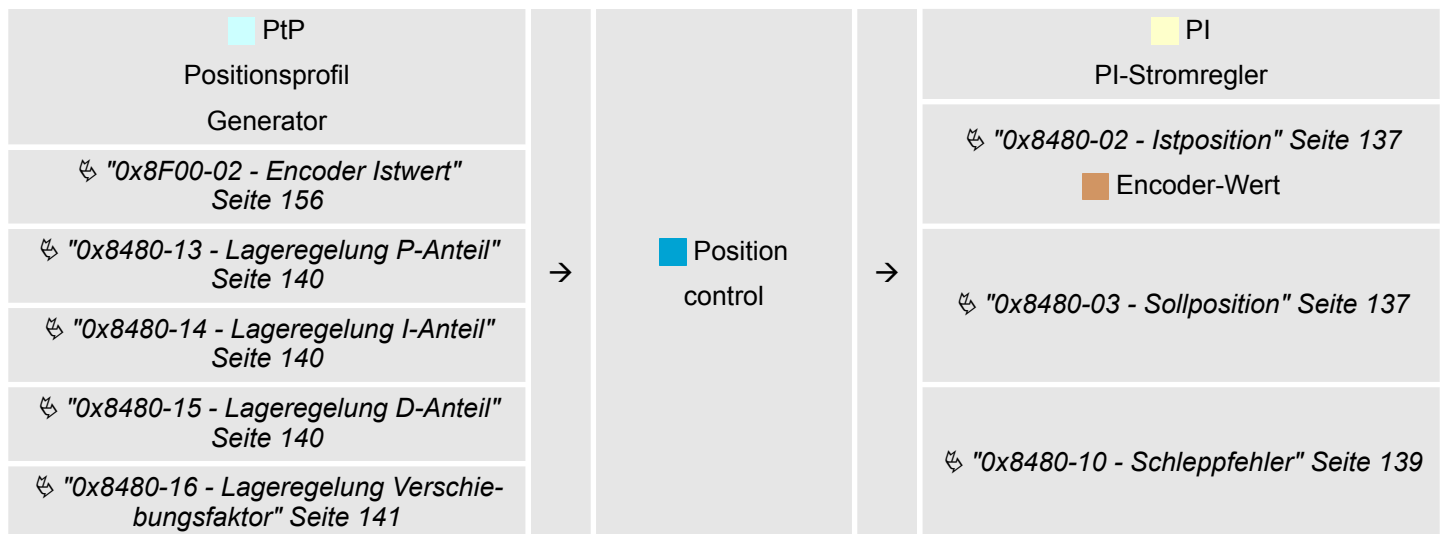 PtP
Positionsprofil
Generator
"0x8F00-02 - Encoder Istwert"
Seite 156
"0x8480-13 - Lageregelung P-Anteil"
Seite 140
"0x8480-14 - Lageregelung I-Anteil"
Seite 140
"0x8480-15 - Lageregelung D-Anteil"
Seite 140
"0x8480-16 - Lageregelung Verschie-
bungsfaktor" Seite 141
→
Position
control
→
PI
PI-Stromregler
"0x8480-02 - Istposition" Seite 137
Encoder-Wert
"0x8480-03 - Sollposition" Seite 137
"0x8480-10 - Schleppfehler" Seite 139